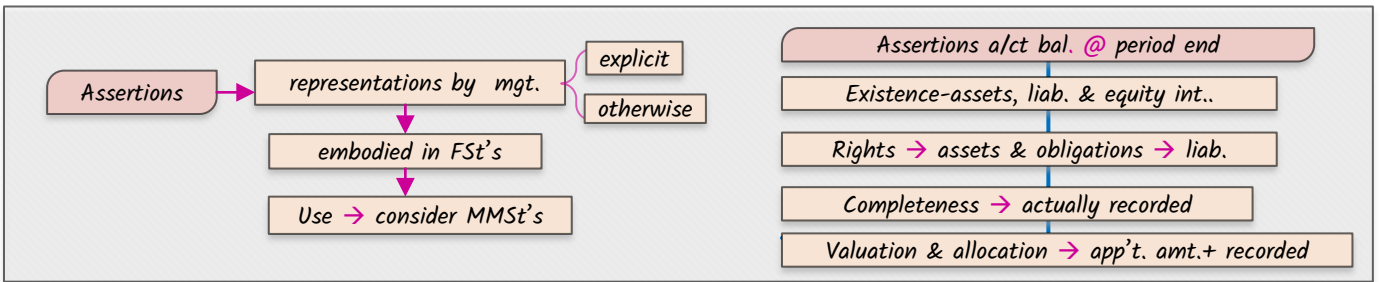 Assertions
representations by mgt.
explicit
otherwise
embodied in FSt's
Use → consider MMSt's
Assertions a/ct bal. @ period end
Existence-assets, liab. & equity int..
Rights → assets & obligations → liab.
Completeness → actually recorded
Valuation & allocation → app't. amt.+ recorded